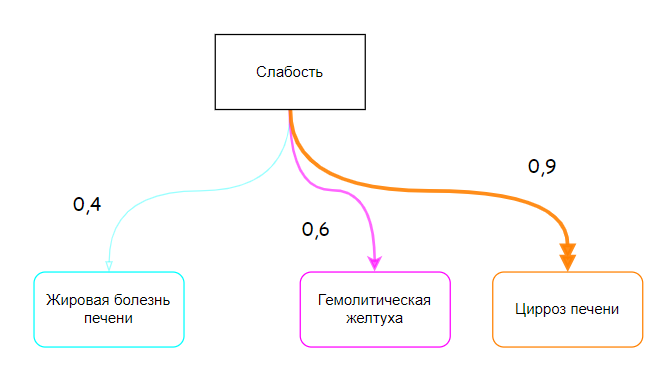 Слабость
0,9
0,4
0,6
Жировая болезнь
печени
Гемолитическая
желтуха
Цирроз печени